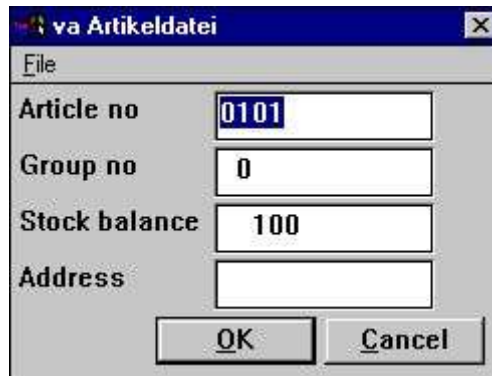 va Artikeldatei
File
Article no 0101
Group no 0
Stock balance 100
Address
OK Cancel